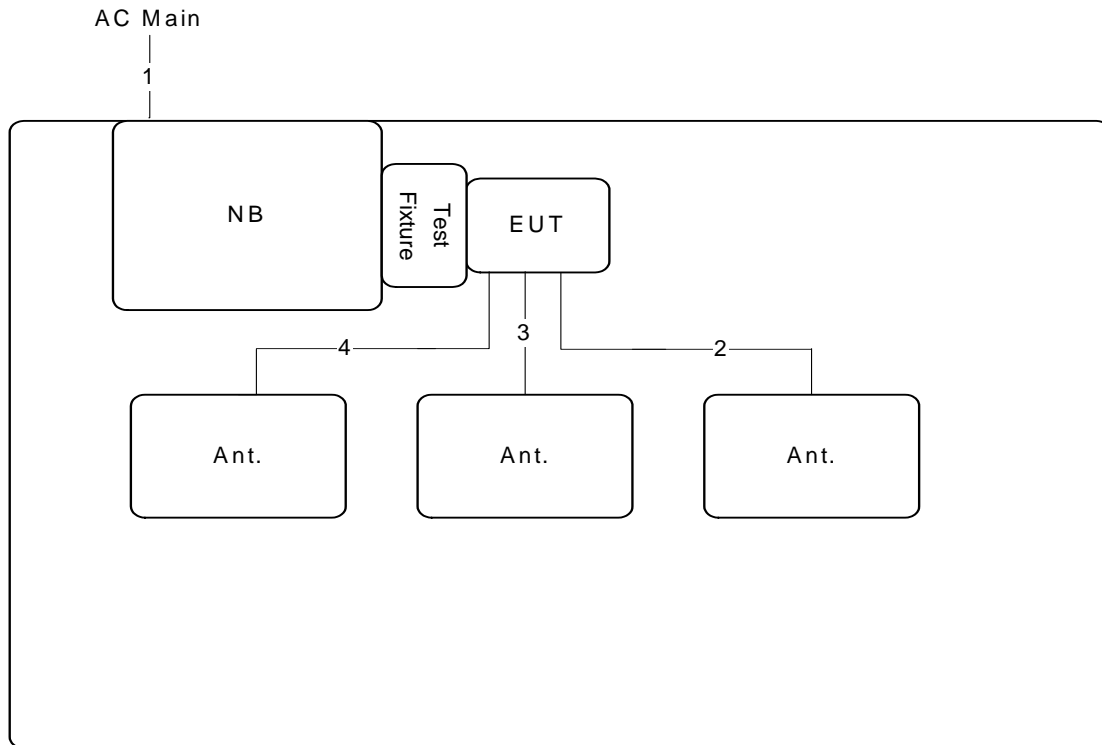 AC Main
1
NB
Test
Fixture
EUT
4
3
2
Ant.
Ant.
Ant.